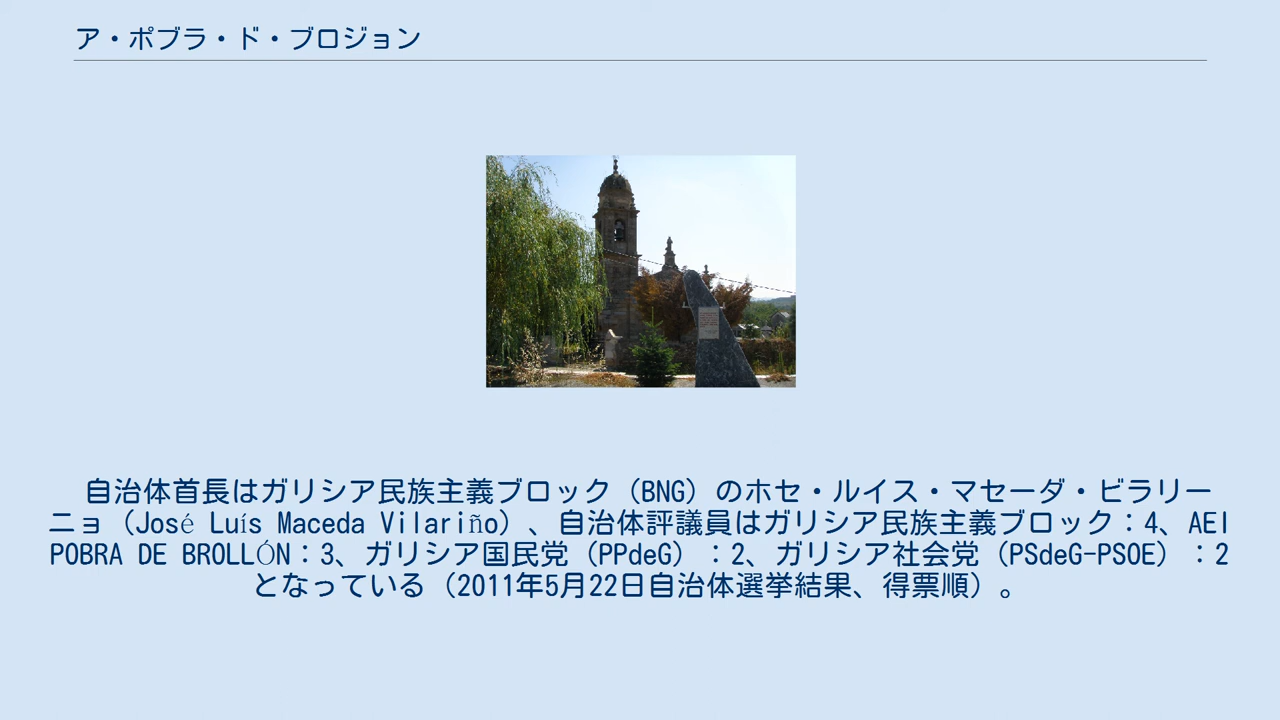 ア・ポブラ・ド・ブロジョン
自治体首長はガリシア民族主義ブロック（BNG）のホセ・ルイス・マセーダ・ビラリー
ニョ（José Luís Maceda Vilariño）、自治体評議員はガリシア民族主義ブロック：4、AEI
POBRA DE BROLLÓN：3、ガリシア国民党（PPdeG）：2、ガリシア社会党（PSdeG-PSOE）：2
となっている（2011年5月22日自治体選挙結果、得票順）。